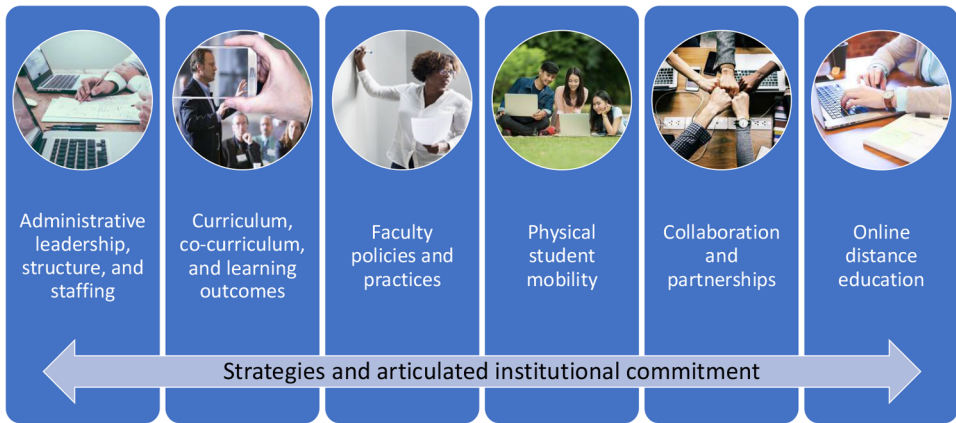 Administrative
leadership,
structure, and
staffing
Curriculum,
co-curriculum,
and learning
outcomes
Faculty
policies and
practices
Physical
student
mobility
Collaboration
and
partnerships
Online
distance
education
Strategies and articulated institutional commitment